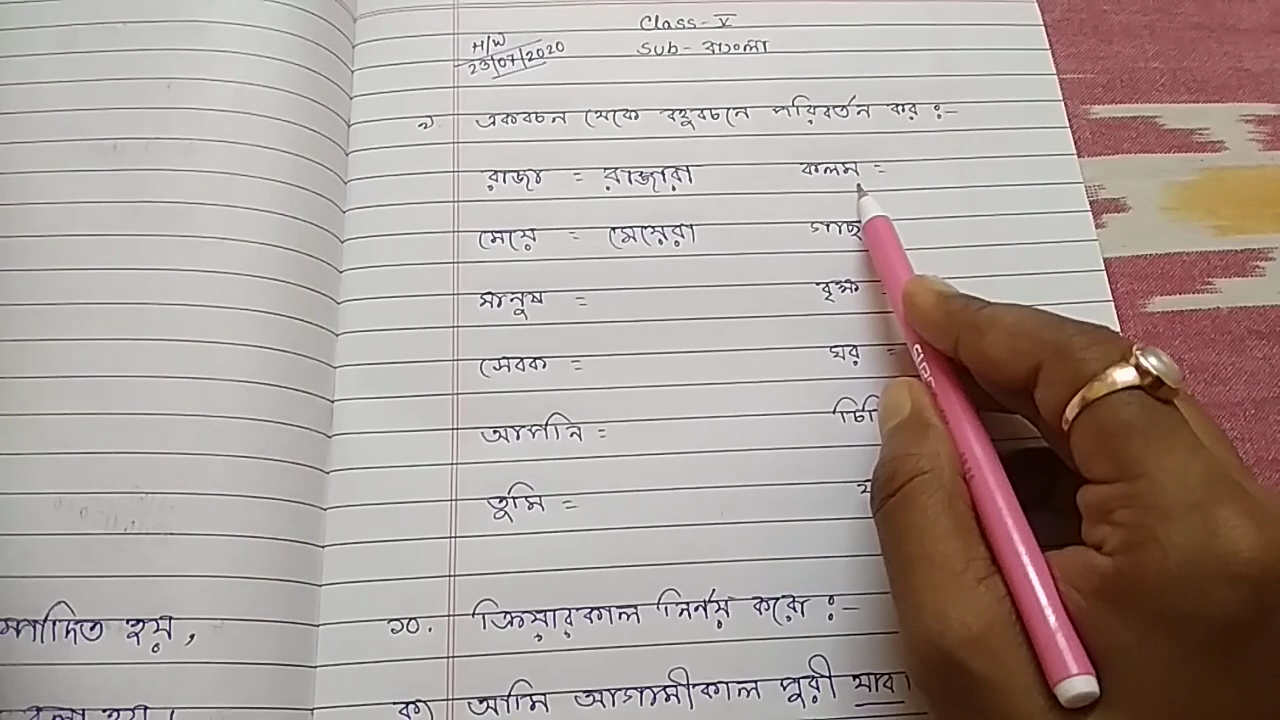 Class - V
H/W
Sub - বাংলা
23/07/2020
৯. একবচন থেকে বহুবচনে পরিবর্তন কর :-
রাজা = রাজারা কলম =
মেয়ে = মেয়েরা গাছ
মানুষ = বৃক্ষ -
সেবক = ঘর =
আপনি =
তুমি =
১০. ক্রিয়ার কাল নির্ণয় করো :-
হয়,
ক) আমি আগামীকাল পুরী যাব।